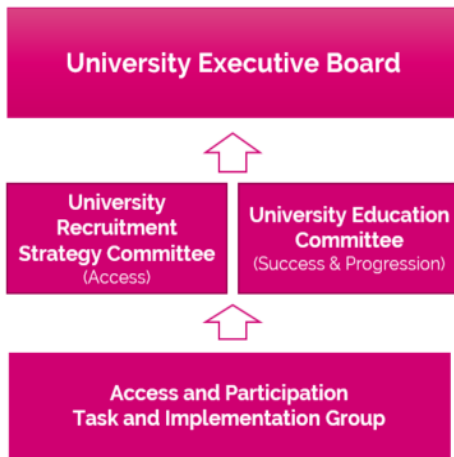 University Executive Board
University
Recruitment
Strategy Committee
(Access)
University Education
Committee
(Success & Progression)
Access and Participation
Task and Implementation Group